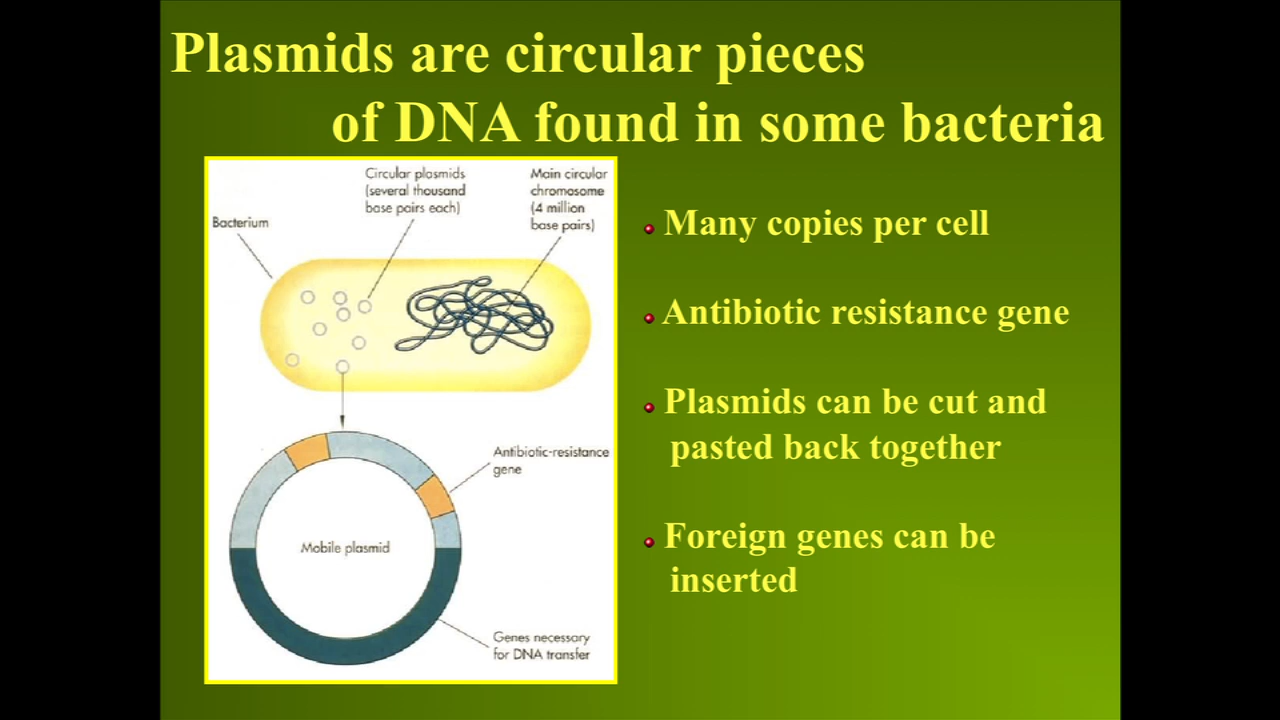 Plasmids are circular pieces
of DNA found in some bacteria
Circular plasmids
(several thousand
base pairs each)
Main circular
chromosome
(4 million
base pairs)
Bacterium
Antibiotic-resistance
gene
Mobile plasmid
Genes necessary
for DNA transfer
Many copies per cell
Antibiotic resistance gene
Plasmids can be cut and
pasted back together
Foreign genes can be
inserted